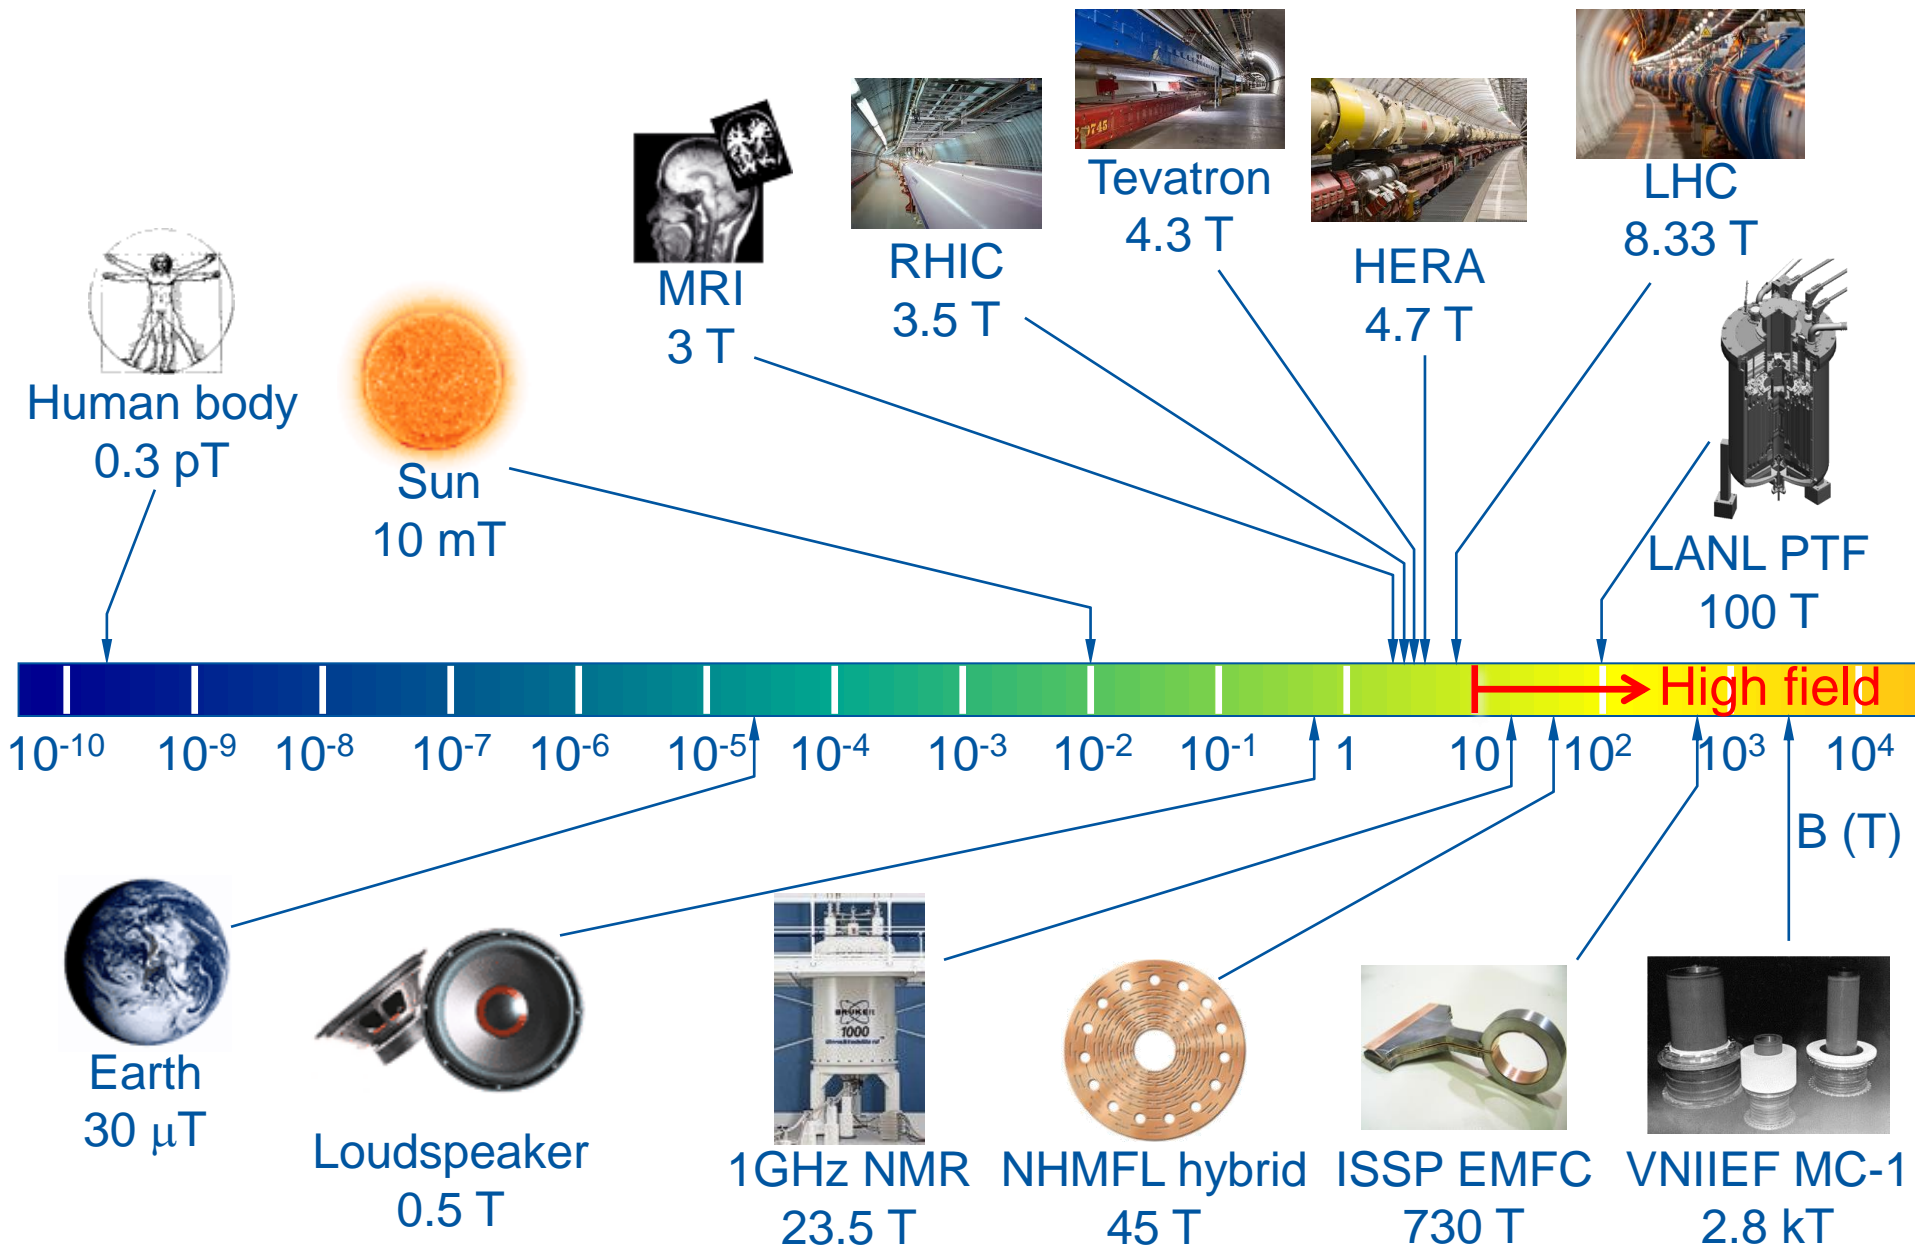 Tevatron
4.3 T
LHC
8.33 T
RHIC
3.5 T
HERA
4.7 T
MRI
3 T
Human body
0.3 pT
Sun
10 mT
LANL PTF
100 T
High field
10-10
10-9
10-8
10-7
10-6
10-5
10-4
10-3
10-2
10-1
1
10
10²
10³
10⁴
B (T)
BRUKER
1000
Earth
30 μT
Loudspeaker
0.5 T
1GHz NMR
23.5 T
NHMFL hybrid
45 T
ISSP EMFC
730 T
VNIIEF MC-1
2.8 kT